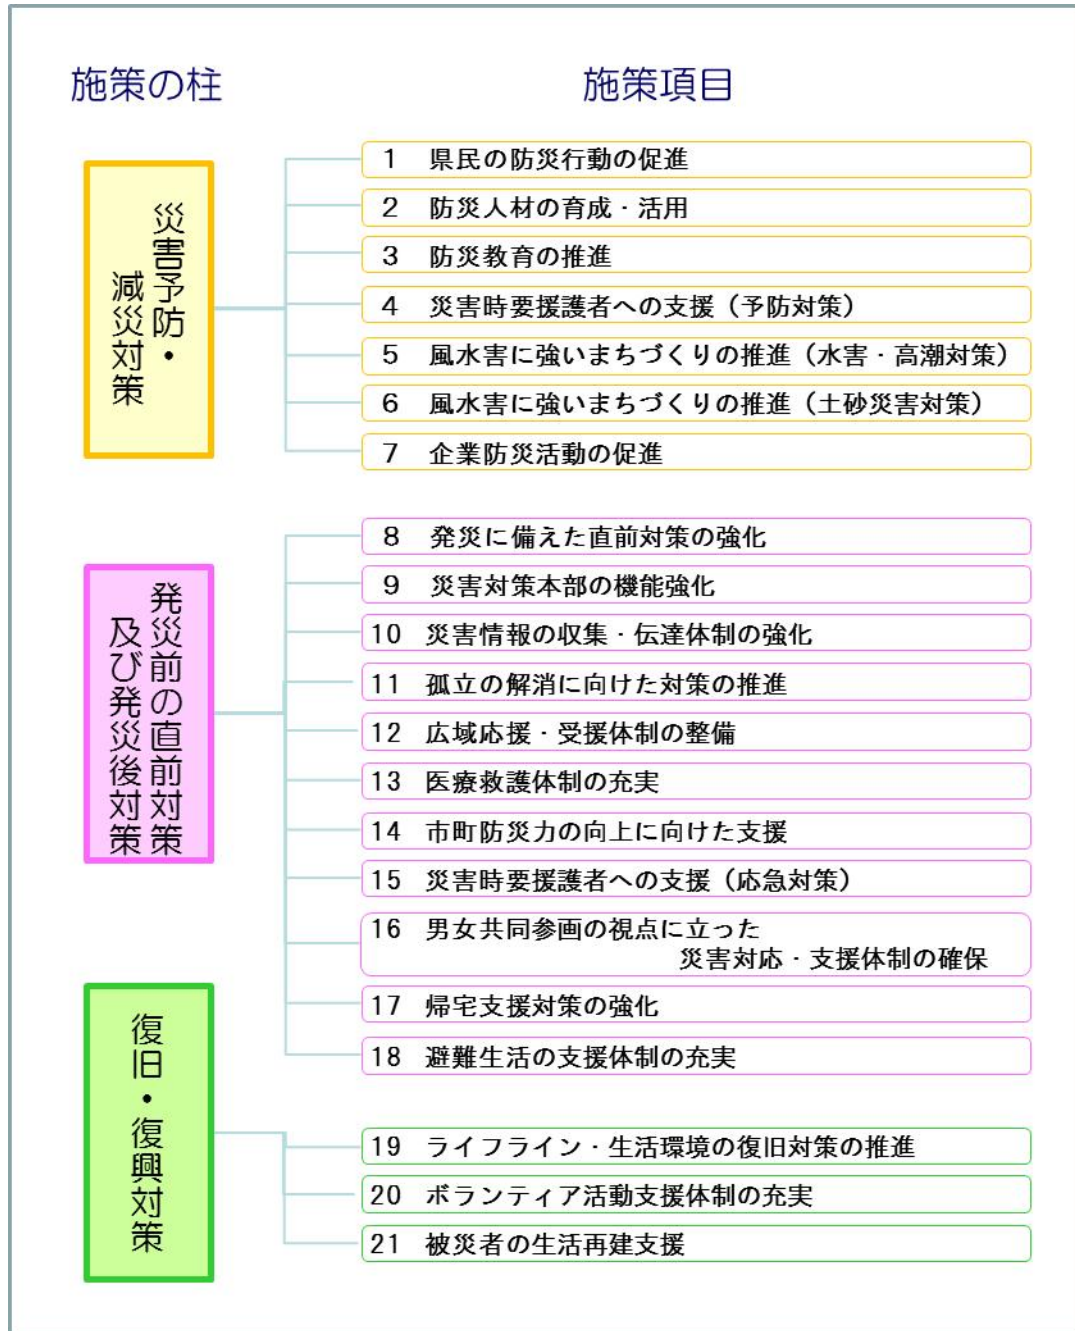 施策の柱
施策項目
災害予防・
減災対策
1 県民の防災行動の促進
2 防災人材の育成・活用
3 防災教育の推進
4 災害時要援護者への支援（予防対策）
5 風水害に強いまちづくりの推進（水害・高潮対策）
6 風水害に強いまちづくりの推進（土砂災害対策）
7 企業防災活動の促進
発災前の直前対策
及び発災後対策
8 発災に備えた直前対策の強化
9 災害対策本部の機能強化
10 災害情報の収集・伝達体制の強化
11 孤立の解消に向けた対策の推進
12 広域応援・受援体制の整備
13 医療救護体制の充実
14 市町防災力の向上に向けた支援
15 災害時要援護者への支援（応急対策）
16 男女共同参画の視点に立った
災害対応・支援体制の確保
17 帰宅支援対策の強化
18 避難生活の支援体制の充実
復旧・復興対策
19 ライフライン・生活環境の復旧対策の推進
20 ボランティア活動支援体制の充実
21 被災者の生活再建支援